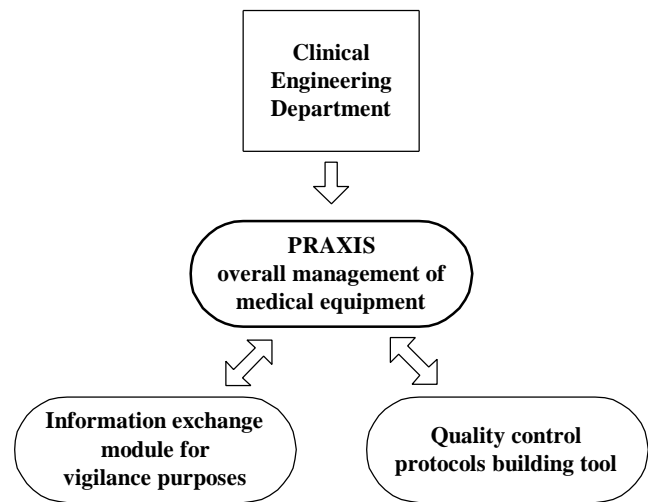 Clinical
Engineering
Department
PRAXIS
overall management of
medical equipment
Information exchange
module for
vigilance purposes
Quality control
protocols building tool